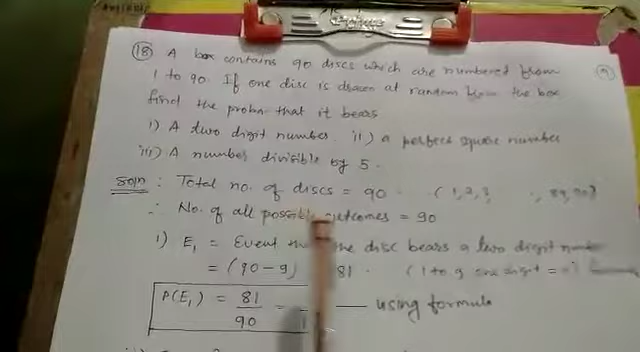 Prime
(18) A box contains 90 discs which are numbered from
1 to 90. If one disc is drawn at random from the box
find the probn. that it bears
i) A two digit number. ii) a perfect square number
iii) A number divisible by 5.
Soln: Total no. of discs = 90 . (1,2,3, ., 89,90)
∴ No. of all possible outcomes = 90
i) E₁ = Event the disc bears a two digit
= (90-9) 81 . (1 to 9 one digit =
P(E₁) = 81/90 = using formula